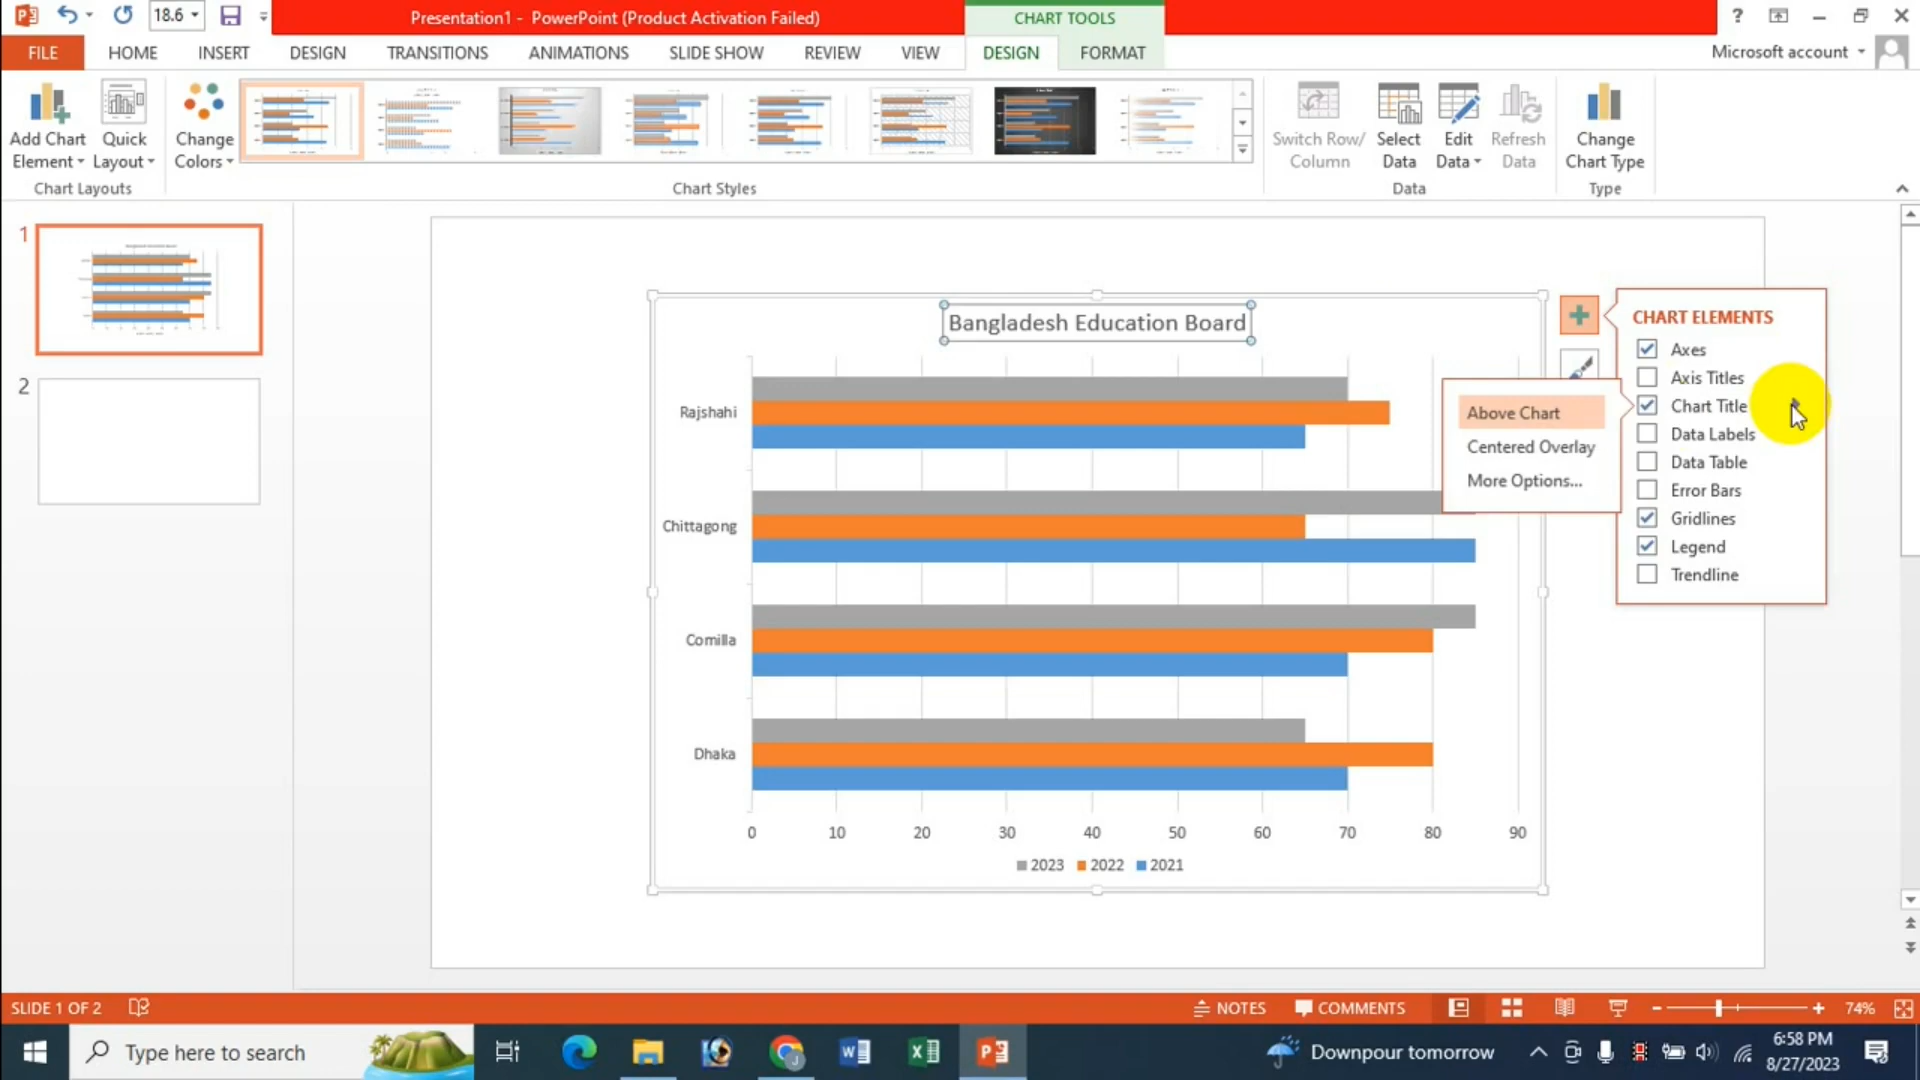 18.6
Presentation1 - PowerPoint (Product Activation Failed)
CHART TOOLS
?
FILE
HOME
INSERT
DESIGN
TRANSITIONS
ANIMATIONS
SLIDE SHOW
REVIEW
VIEW
DESIGN
FORMAT
Microsoft account
Add Chart
Element
Quick
Layout
Change
Colors
Switch Row/
Column
Select
Data
Edit
Data
Refresh
Data
Change
Chart Type
Chart Layouts
Chart Styles
Data
Type
1
2
Bangladesh Education Board
Rajshahi
Chittagong
Comilla
Dhaka
0 10 20 30 40 50 60 70 80 90
2023 2022 2021
Above Chart
Centered Overlay
More Options...
CHART ELEMENTS
Axes
Axis Titles
Chart Title
Data Labels
Data Table
Error Bars
Gridlines
Legend
Trendline
SLIDE 1 OF 2
NOTES
COMMENTS
74%
Type here to search
Downpour tomorrow
6:58 PM
8/27/2023